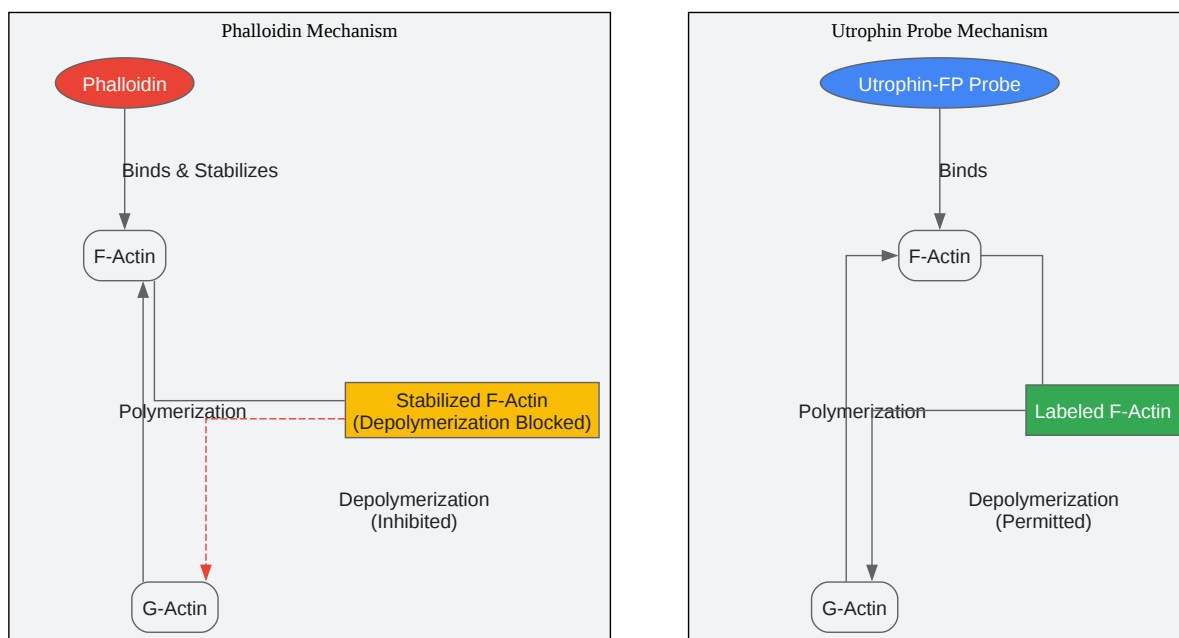 Phalloidin Mechanism
Phalloidin
Binds & Stabilizes
F-Actin
Polymerization
Stabilized F-Actin
(Depolymerization Blocked)
Depolymerization
(Inhibited)
G-Actin
Utrophin Probe Mechanism
Utrophin-FP Probe
Binds
F-Actin
Polymerization
Labeled F-Actin
Depolymerization
(Permitted)
G-Actin